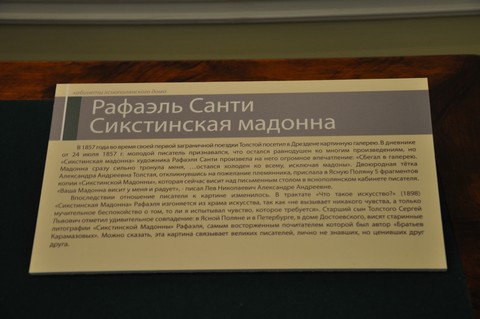 Рафаэль Санти
Сикстинская мадонна
В 1857 года во время своей первой заграничной поездки Толстой посетил в Дрездене картинную галерею. В дневнике
от 24 июля 1857 г. молодой писатель признавался, что остался равнодушен ко многим произведениям, но
«Сикстинская мадонна» художника Рафаэля Санти произвела на него огромное впечатление: «Сбегал в галерею.
Мадонна сразу сильно тронула меня, …остался холоден ко всему, исключая мадонны». Двоюродная тётка
Александра Андреевна Толстая, откликнувшись на пожелание племянника, прислала в Ясную Поляну 5 фрагментов
копии «Сикстинской Мадонны», которая сейчас висит над письменным столом в яснополянском кабинете писателя.
«Ваша Мадонна висит у меня и радует», - писал Лев Николаевич Александре Андреевне.
Впоследствии отношение писателя к картине изменилось. В трактате «Что такое искусство?» (1898)
«Сикстинская Мадонна» Рафаэля изгоняется из храма искусства, так как «не вызывает никакого чувства, а только
мучительное беспокойство о том, то ли я испытывал чувство, которое требуется». Старший сын Толстого Сергей
Львович отметил удивительное совпадение: в Ясной Поляне и в Петербурге, в доме Достоевского, висят старинные
литографии «Сикстинской Мадонны» Рафаэля, самым восторженным почитателем которой был автор «Братьев
Карамазовых». Можно сказать, эта картина связывает великих писателей, лично не знавших, но ценивших друг
друга.